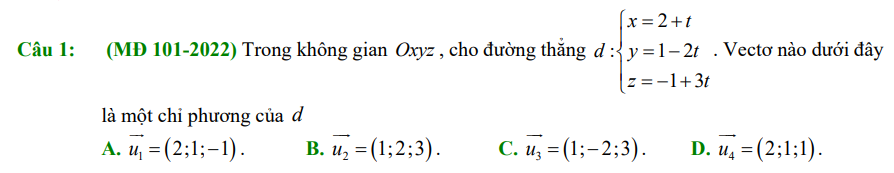 Câu 1: (MĐ 101-2022) Trong không gian Oxyz , cho đường thẳng d : { x = 2 + t
y = 1 − 2t
z = −1 + 3t . Vectơ nào dưới đây
là một chỉ phương của d
A. u₁ = (2;1;−1). B. u₂ = (1;2;3). C. u₃ = (1;−2;3). D. u₄ = (2;1;1).